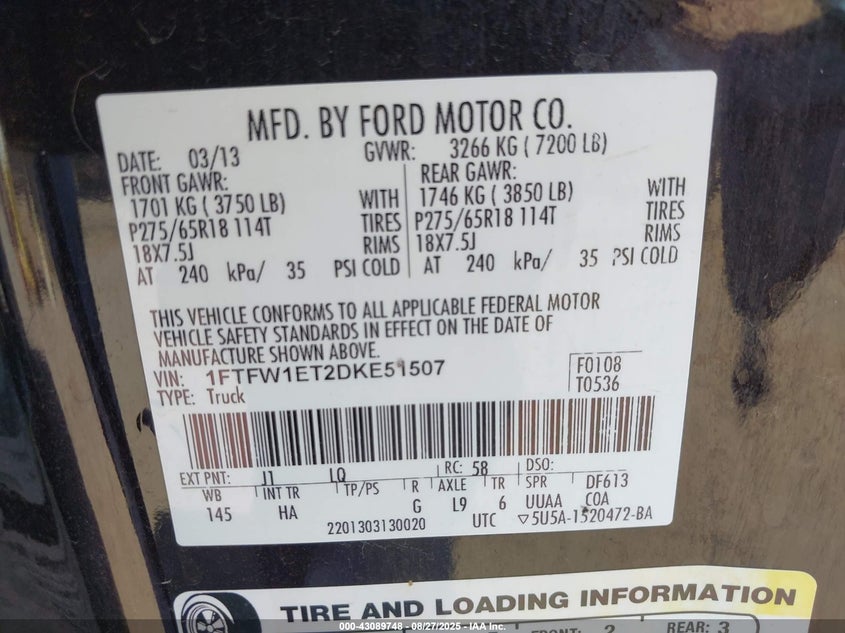 MFD. BY FORD MOTOR CO.
DATE: 03/13 GVWR: 3266 KG ( 7200 LB)
FRONT GAWR: REAR GAWR:
1701 KG ( 3750 LB) WITH 1746 KG ( 3850 LB) WITH
P275/65R18 114T TIRES P275/65R18 114T TIRES
18X7.5J RIMS 18X7.5J RIMS
AT 240 kPa/ 35 PSI COLD AT 240 kPa/ 35 PSI COLD
THIS VEHICLE CONFORMS TO ALL APPLICABLE FEDERAL MOTOR
VEHICLE SAFETY STANDARDS IN EFFECT ON THE DATE OF
MANUFACTURE SHOWN ABOVE.
VIN: 1FTFW1ET2DKE51507 F0108
TYPE: Truck T0536
EXT PNT: J1 LQ RC: 58 DSO:
WB INT TR TP/PS R AXLE TR SPR DF613
145 HA G L9 6 UUAA COA
2201303130020 UTC ▽5U5A-1520472-BA
TIRE AND LOADING INFORMATION
FRONT: 2 REAR: 3
000-43089748 - 08/27/2025 - IAAI, Inc.